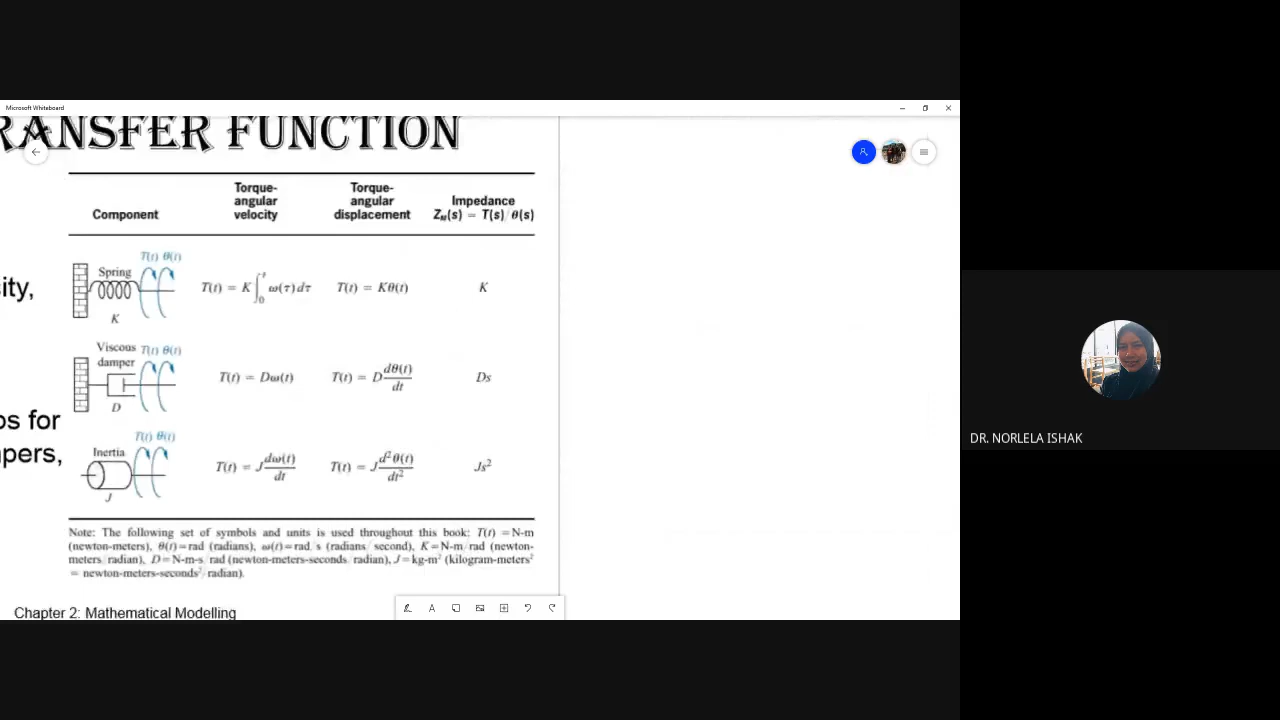 Microsoft Whiteboard
RANSFER FUNCTION
Component
Torque-
angular
velocity
Torque-
angular
displacement
Impedance
Z_M(s) = T(s)/θ(s)
T(t) θ(t)
Spring
K
T(t) = K∫₀ᵗ ω(τ)dτ
T(t) = Kθ(t)
K
Viscous T(t) θ(t)
damper
D
T(t) = Dω(t)
T(t) = D dθ(t)/dt
Ds
T(t) θ(t)
Inertia
J
T(t) = J dω(t)/dt
T(t) = J d²θ(t)/dt²
Js²
Note: The following set of symbols and units is used throughout this book: T(t) = N-m
(newton-meters), θ(t) = rad (radians), ω(t) = rad/s (radians/second), K = N-m/rad (newton-
meters/radian), D = N-m-s/rad (newton-meters-seconds/radian), J = kg-m² (kilogram-meters²
= newton-meters-seconds²/radian).
ity,
os for
pers,
Chapter 2: Mathematical Modelling
A
DR. NORLELA ISHAK